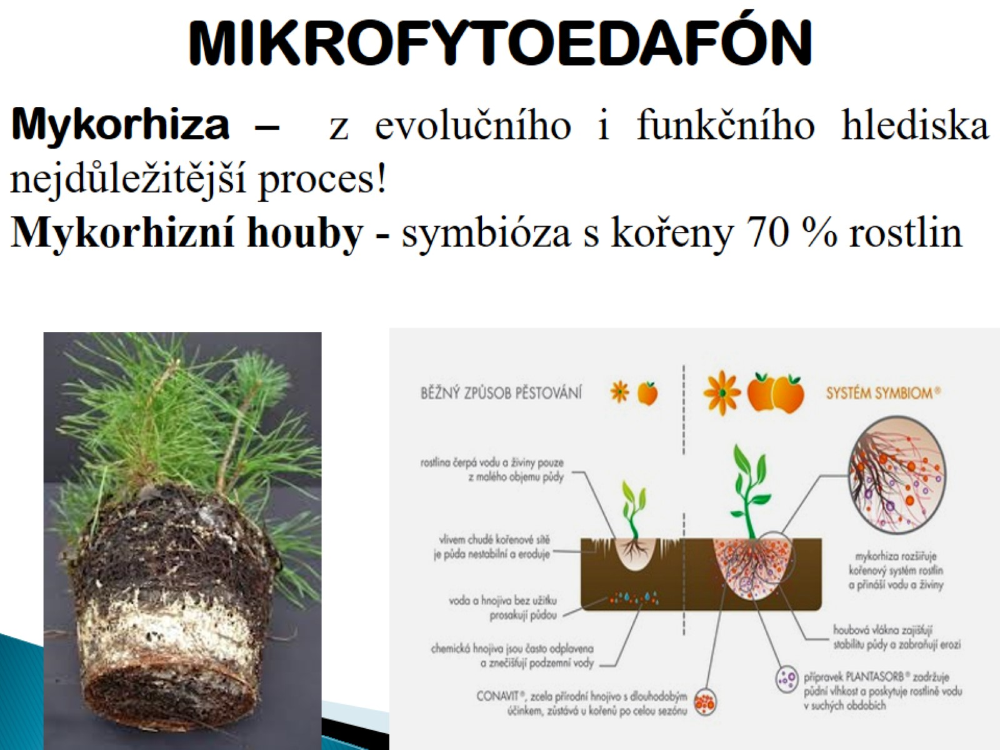 MIKROFYTOEDAFÓN
Mykorhiza – z evolučního i funkčního hlediska
nejdůležitější proces!
Mykorhizní houby - symbióza s kořeny 70 % rostlin
BĚŽNÝ ZPŮSOB PĚSTOVÁNÍ
SYSTÉM SYMBIOM®
rostlina čerpá vodu a živiny pouze
z malého objemu půdy
vlivem chudé kořenové sítě
je půda nestabilní a eroduje
voda a hnojiva bez užitku
prosakují půdou
chemická hnojiva jsou často odplavena
a znečišťují podzemní vody
CONAVIT®, zcela přírodní hnojivo s dlouhodobým
účinkem, zůstává u kořenů po celou sezónu
mykorhiza rozšiřuje
kořenový systém rostlin
a přináší vodu a živiny
houbová vlákna zajišťují
stabilitu půdy a zabraňují erozi
přípravek PLANTASORB® zadržuje
půdní vlhkost a poskytuje rostlině vodu
v suchých obdobích